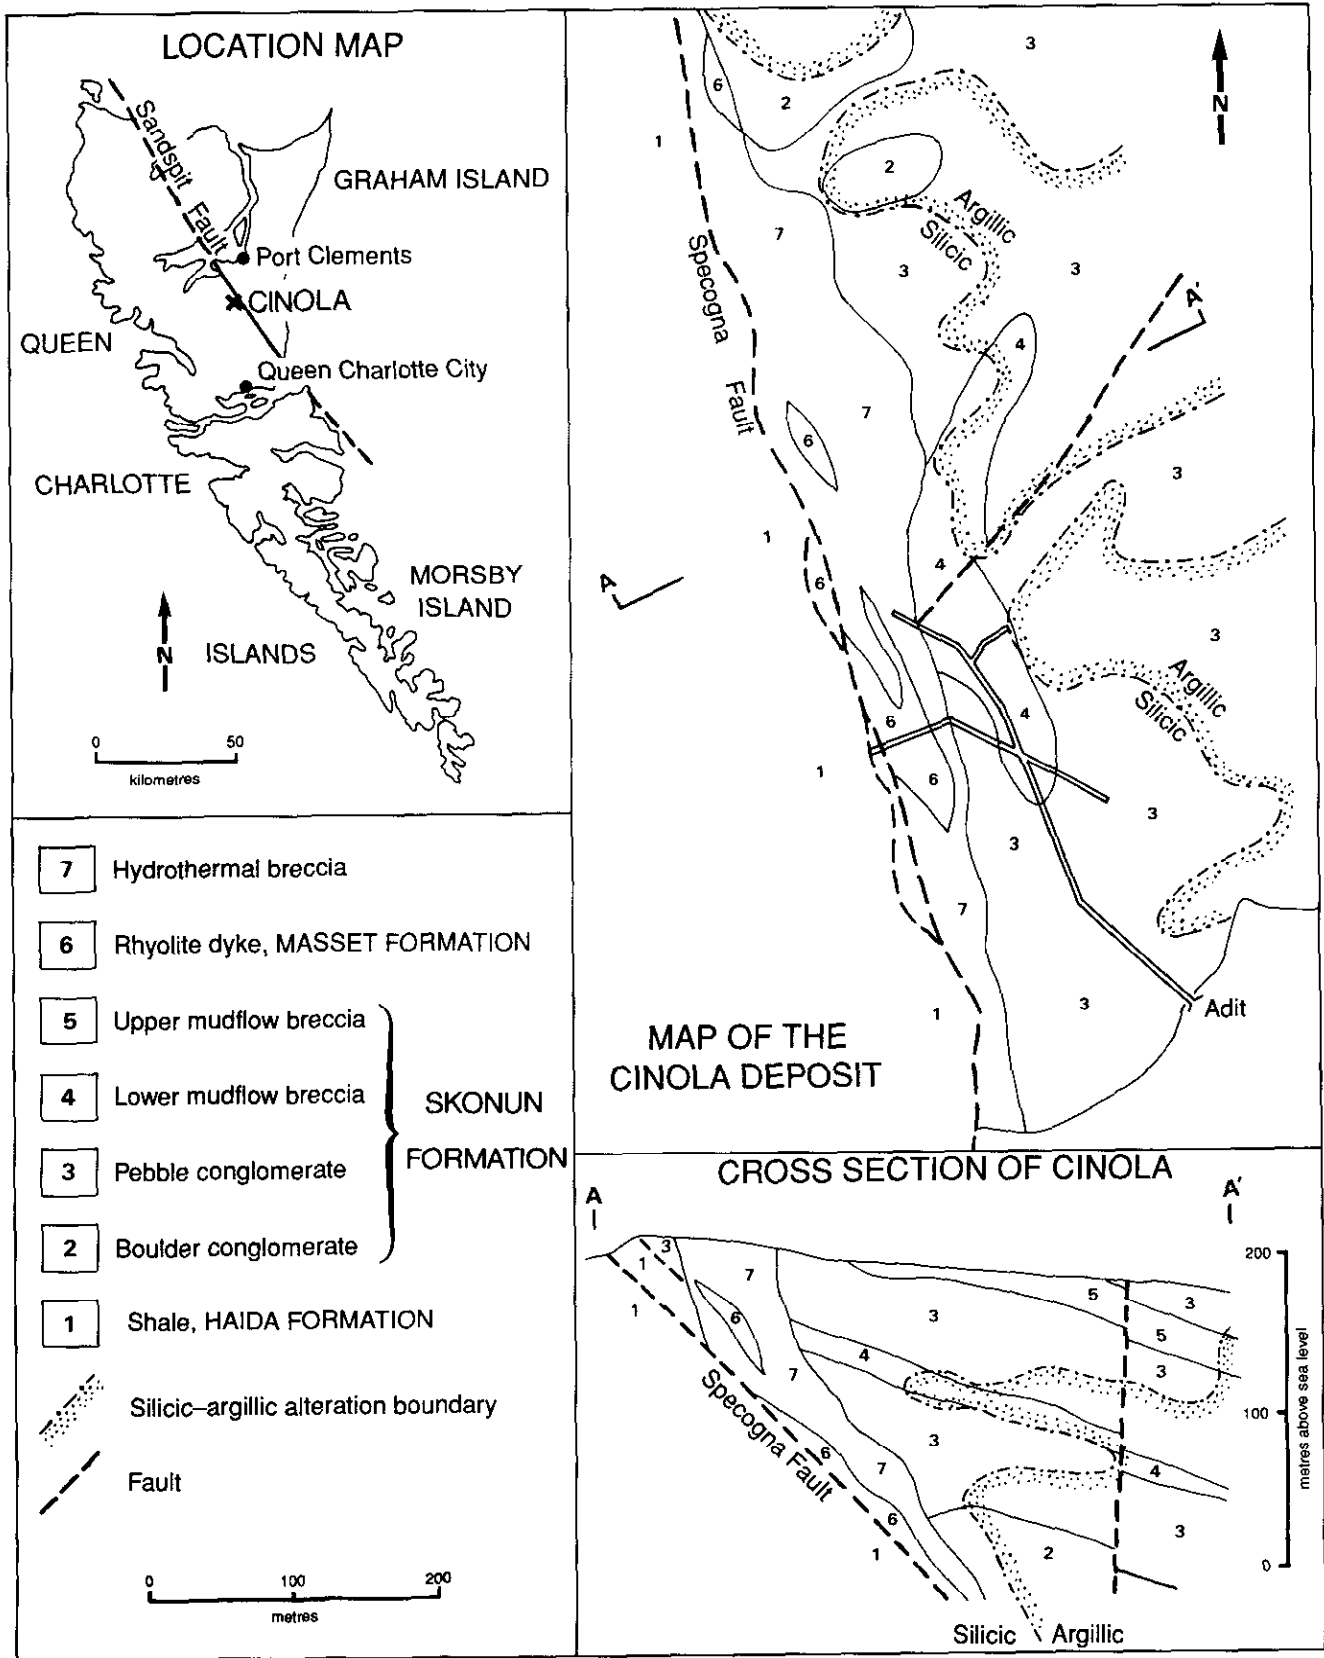 LOCATION MAP
Sandspit Fault
GRAHAM ISLAND
Port Clements
CINOLA
QUEEN
Queen Charlotte City
CHARLOTTE
MORSBY
ISLAND
N
ISLANDS
0 50
kilometres
7 Hydrothermal breccia
6 Rhyolite dyke, MASSET FORMATION
5 Upper mudflow breccia
4 Lower mudflow breccia
SKONUN
FORMATION
3 Pebble conglomerate
2 Boulder conglomerate
1 Shale, HAIDA FORMATION
Silicic–argillic alteration boundary
Fault
0 100 200
metres
3
6
2
N
1
2
Argillic
Silicic
7
3
3
Specogna
Fault
A'
4
7
6
3
1
4
A
6
3
Argillic
Silicic
6
4
1
6
3
3
7
1
3
Adit
MAP OF THE
CINOLA DEPOSIT
CROSS SECTION OF CINOLA
A
A'
200
3
1
7
5
3
1
6
3
5
4
3
7
100
Specogna Fault
3
6
7
4
6
3
1
2
0
metres above sea level
Silicic Argillic